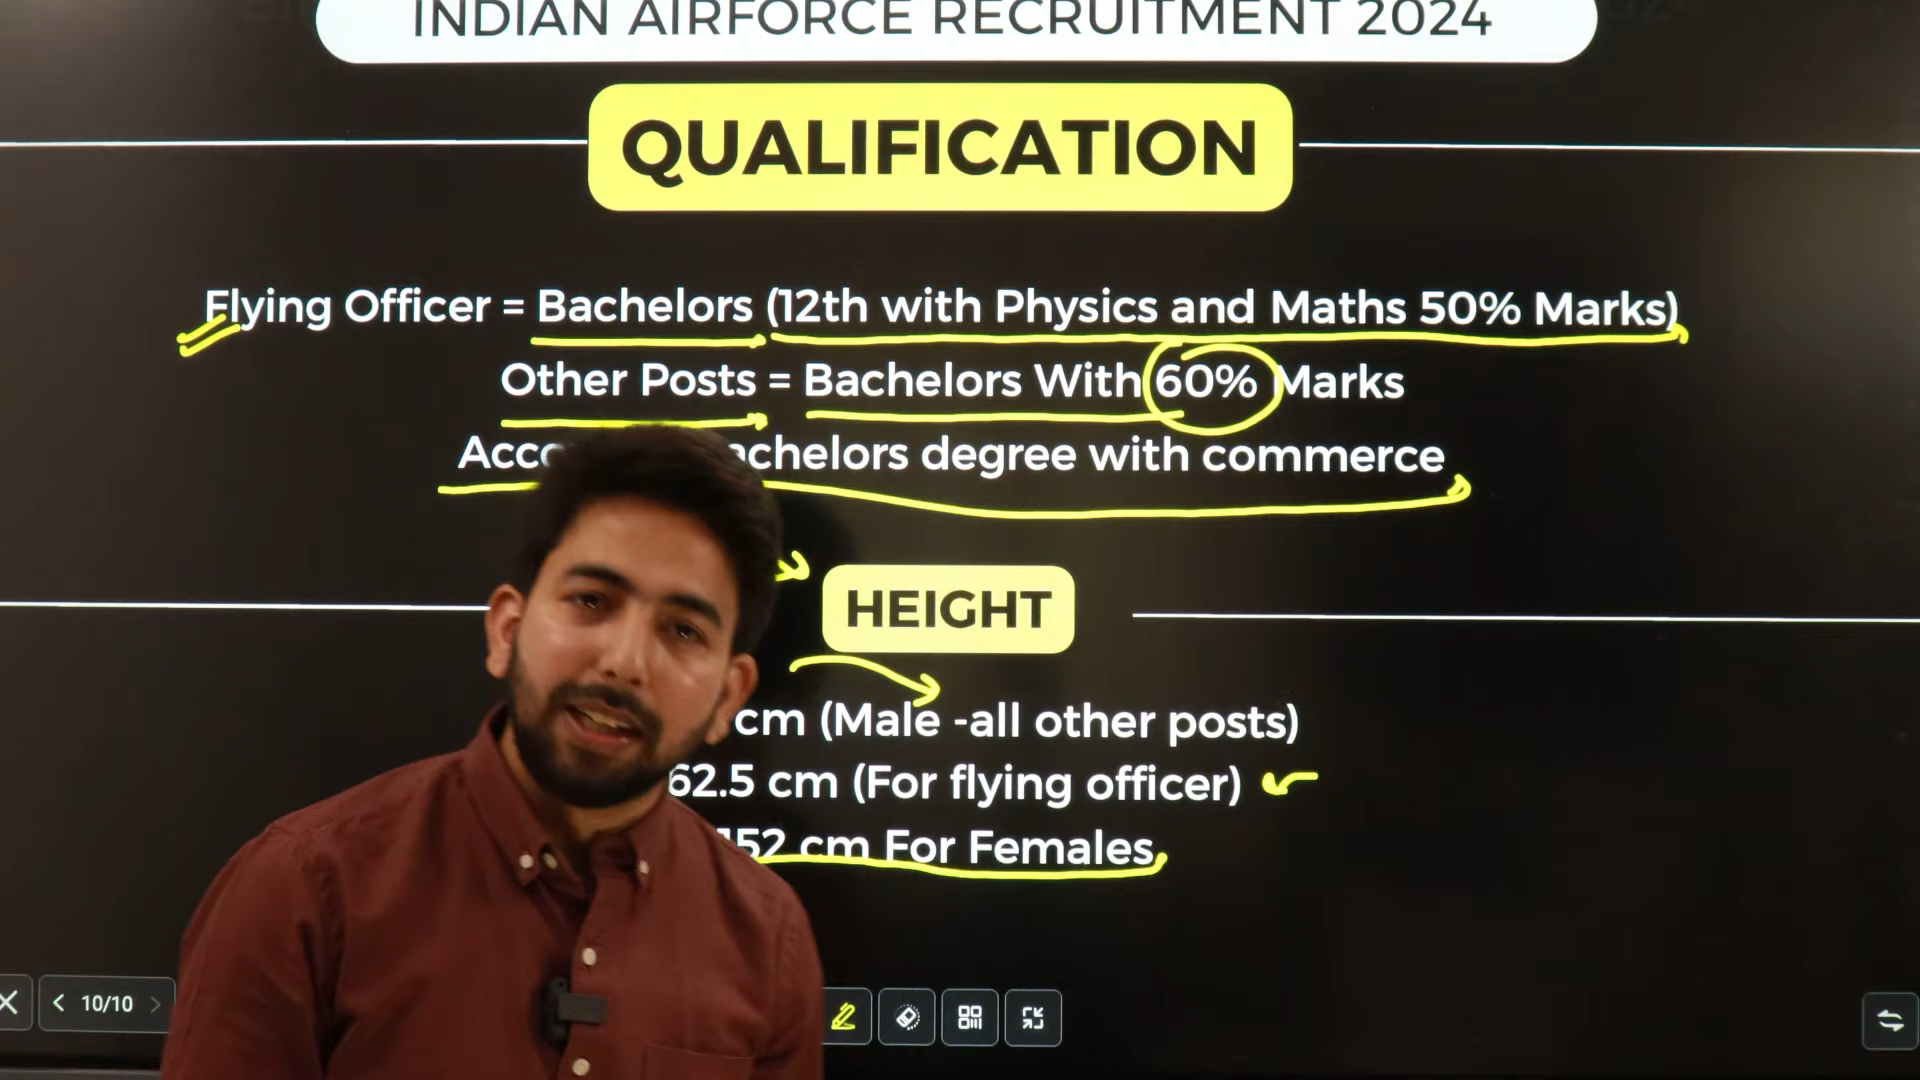 INDIAN AIRFORCE RECRUITMENT 2024
QUALIFICATION
Flying Officer = Bachelors (12th with Physics and Maths 50% Marks)
Other Posts = Bachelors With 60% Marks
degree with commerce
HEIGHT
cm (Male -all other posts)
62.5 cm (For flying officer)
152 cm For Females
10/10